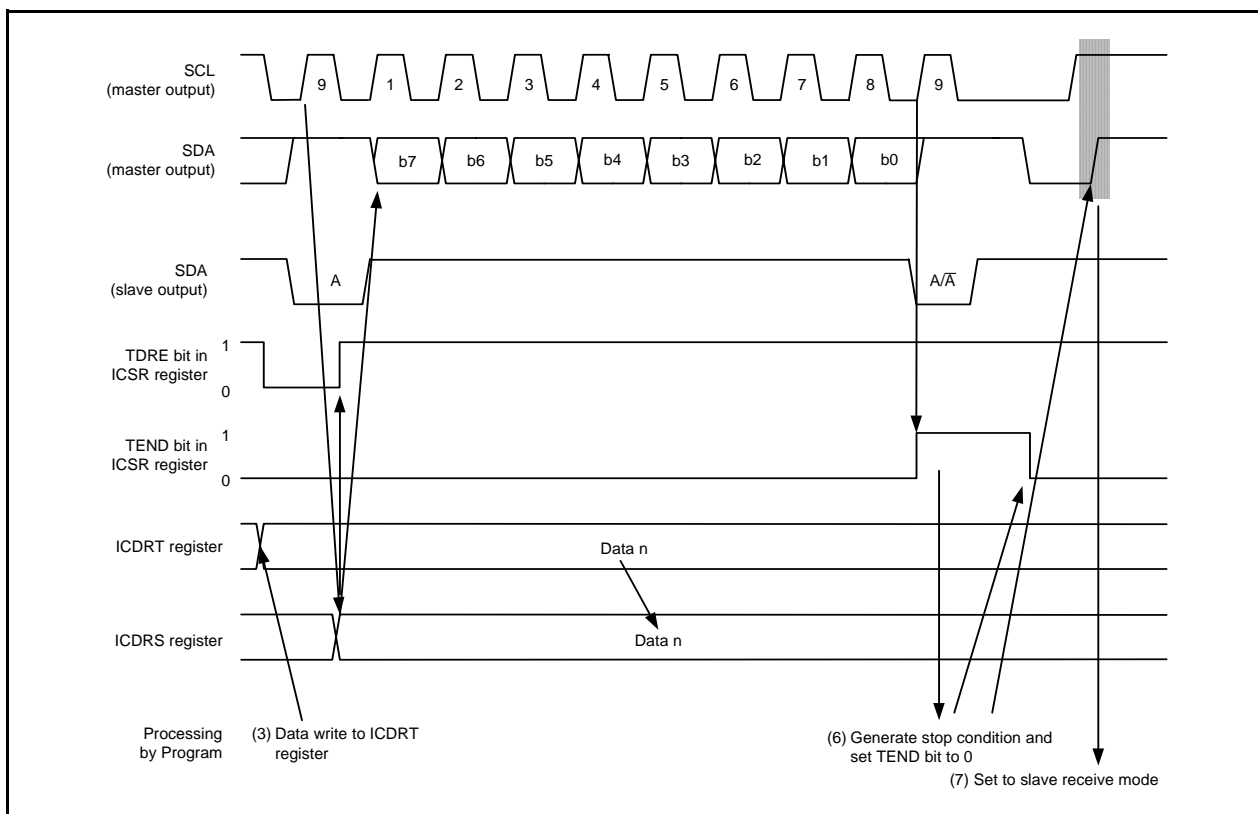 SCL
(master output)
9 1 2 3 4 5 6 7 8 9
SDA
(master output)
b7 b6 b5 b4 b3 b2 b1 b0
SDA
(slave output)
A A/A̅
TDRE bit in
ICSR register
1
0
TEND bit in
ICSR register
1
0
ICDRT register
Data n
ICDRS register
Data n
Processing
by Program
(3) Data write to ICDRT
register
(6) Generate stop condition and
set TEND bit to 0
(7) Set to slave receive mode